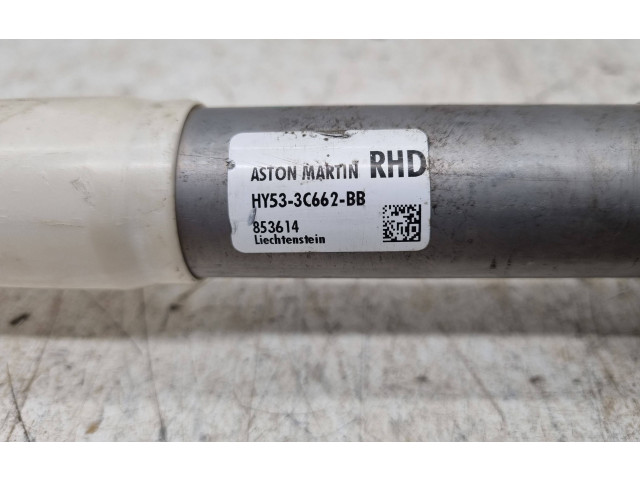 ASTON MARTIN RHD
HY53-3C662-BB
853614
Liechtenstein